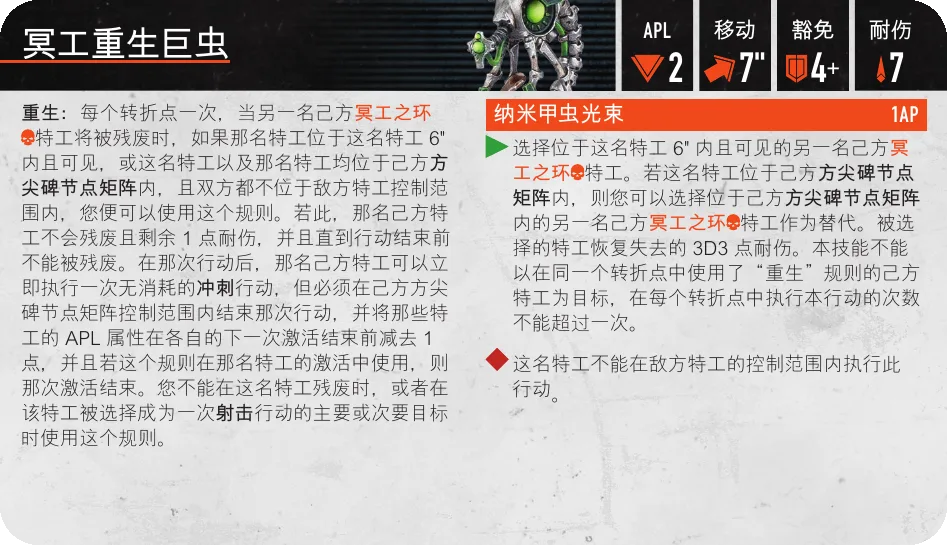 冥工重生巨虫
APL 移动 豁免 耐伤
2 7" 4+ 7
重生：每个转折点一次，当另一名己方冥工之环
特工将被残废时，如果那名特工位于这名特工 6"
内且可见，或这名特工以及那名特工均位于己方方
尖碑节点矩阵内，且双方都不位于敌方特工控制范
围内，您便可以使用这个规则。若此，那名己方特
工不会残废且剩余 1 点耐伤，并且直到行动结束前
不能被残废。在那次行动后，那名己方特工可以立
即执行一次无消耗的冲刺行动，但必须在己方方尖
碑节点矩阵控制范围内结束那次行动，并将那些特
工的 APL 属性在各自的下一次激活结束前减去 1
点，并且若这个规则在那名特工的激活中使用，则
那次激活结束。您不能在这名特工残废时，或者在
该特工被选择成为一次射击行动的主要或次要目标
时使用这个规则。
纳米甲虫光束 1AP
选择位于这名特工 6" 内且可见的另一名己方冥
工之环特工。若这名特工位于己方方尖碑节点
矩阵内，则您可以选择位于己方方尖碑节点矩阵
内的另一名己方冥工之环特工作为替代。被选
择的特工恢复失去的 3D3 点耐伤。本技能不能
以在同一个转折点中使用了“重生”规则的己方
特工为目标，在每个转折点中执行本行动的次数
不能超过一次。
这名特工不能在敌方特工的控制范围内执行此
行动。